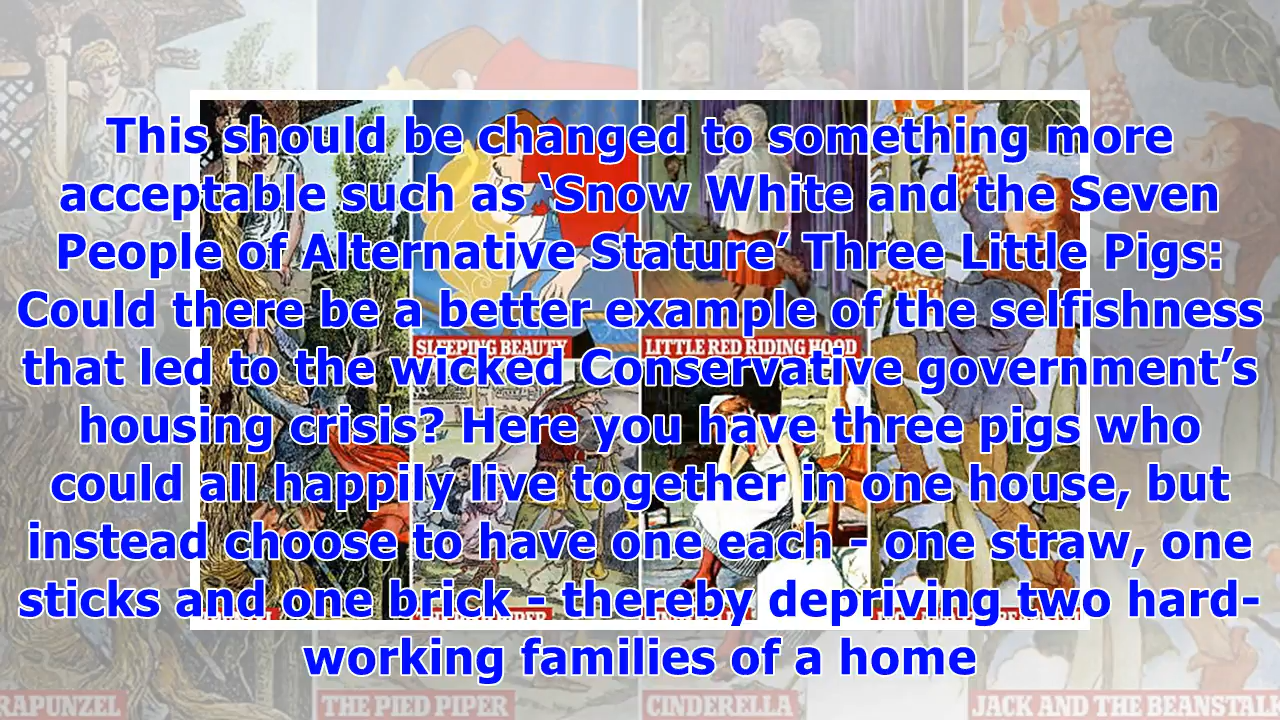 This should be changed to something more
acceptable such as ‘Snow White and the Seven
People of Alternative Stature’ Three Little Pigs:
Could there be a better example of the selfishness
that led to the wicked Conservative government’s
housing crisis? Here you have three pigs who
could all happily live together in one house, but
instead choose to have one each - one straw, one
sticks and one brick - thereby depriving two hard-
working families of a home
SLEEPING BEAUTY
LITTLE RED RIDING HOOD
RAPUNZEL
THE PIED PIPER
CINDERELLA
JACK AND THE BEANSTALK